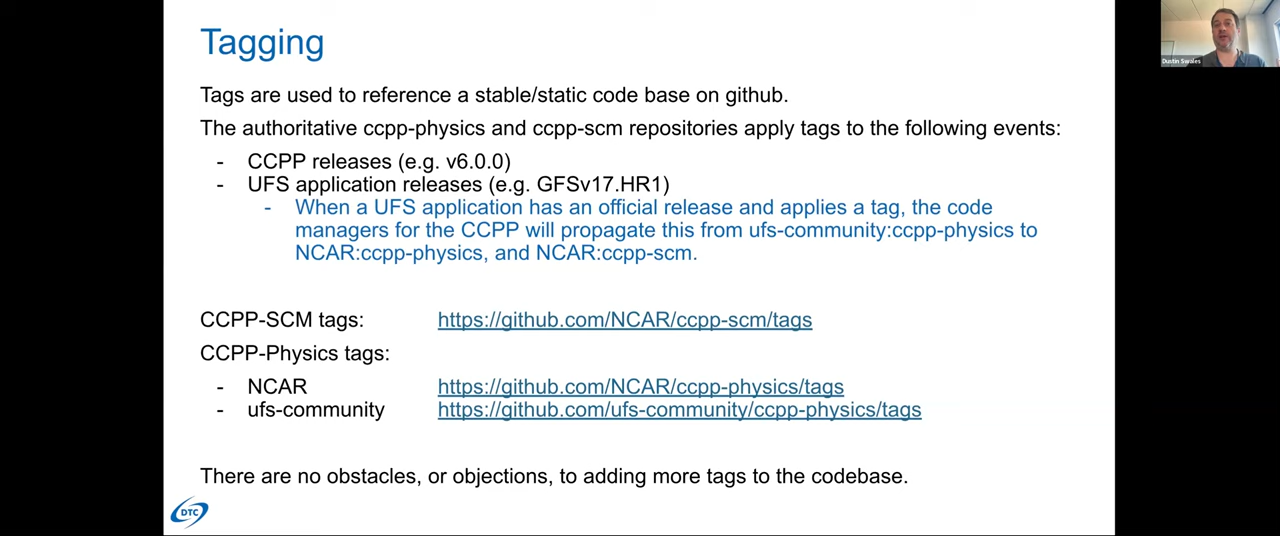 Tagging
Dustin Swales
Tags are used to reference a stable/static code base on github.
The authoritative ccpp-physics and ccpp-scm repositories apply tags to the following events:
- CCPP releases (e.g. v6.0.0)
- UFS application releases (e.g. GFSv17.HR1)
- When a UFS application has an official release and applies a tag, the code
managers for the CCPP will propagate this from ufs-community:ccpp-physics to
NCAR:ccpp-physics, and NCAR:ccpp-scm.
CCPP-SCM tags: https://github.com/NCAR/ccpp-scm/tags
CCPP-Physics tags:
- NCAR https://github.com/NCAR/ccpp-physics/tags
- ufs-community https://github.com/ufs-community/ccpp-physics/tags
There are no obstacles, or objections, to adding more tags to the codebase.
DTC